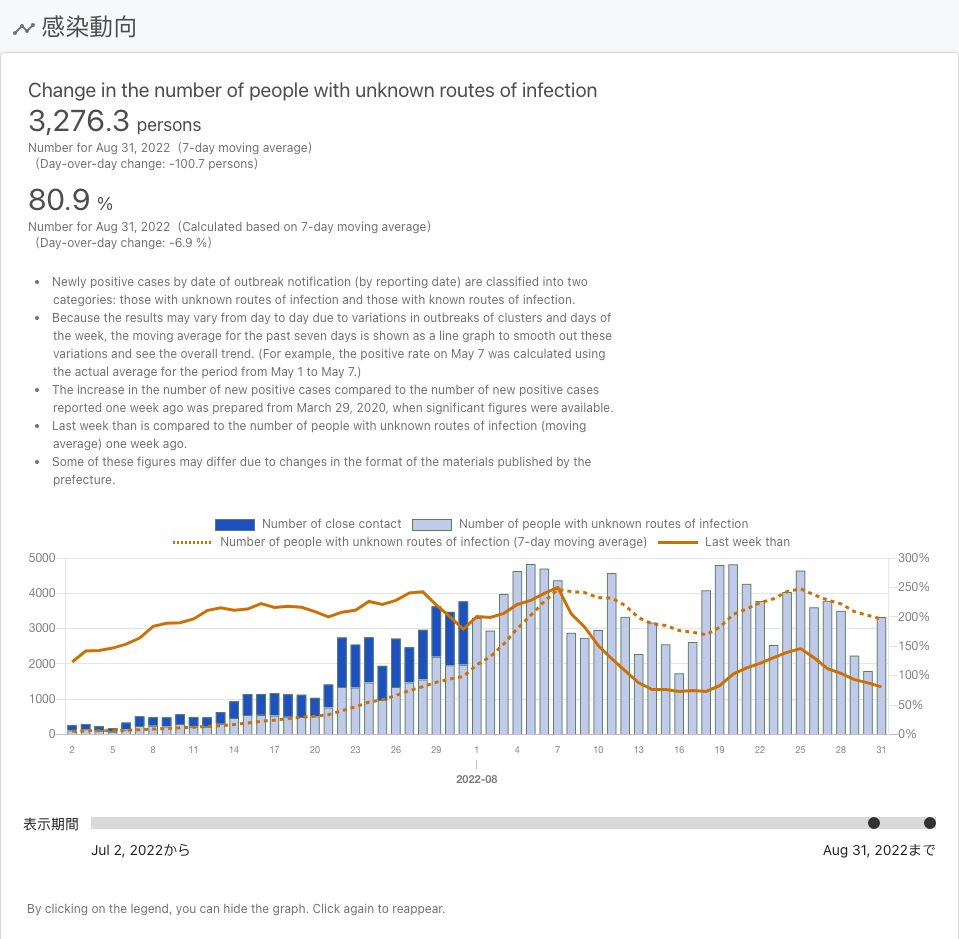 感染動向
Change in the number of people with unknown routes of infection
3,276.3 persons
Number for Aug 31, 2022  (7-day moving average)
(Day-over-day change: -100.7 persons)
80.9 %
Number for Aug 31, 2022  (Calculated based on 7-day moving average)
(Day-over-day change: -6.9 %)
• Newly positive cases by date of outbreak notification (by reporting date) are classified into two
categories: those with unknown routes of infection and those with known routes of infection.
• Because the results may vary from day to day due to variations in outbreaks of clusters and days of
the week, the moving average for the past seven days is shown as a line graph to smooth out these
variations and see the overall trend. (For example, the positive rate on May 7 was calculated using
the actual average for the period from May 1 to May 7.)
• The increase in the number of new positive cases compared to the number of new positive cases
reported one week ago was prepared from March 29, 2020, when significant figures were available.
• Last week than is compared to the number of people with unknown routes of infection (moving
average) one week ago.
• Some of these figures may differ due to changes in the format of the materials published by the
prefecture.
Number of close contact Number of people with unknown routes of infection
Number of people with unknown routes of infection (7-day moving average) Last week than
5000 300%
250%
4000
200%
3000
150%
2000
100%
1000
50%
0 0%
2 5 8 11 14 17 20 23 26 29 1 4 7 10 13 16 19 22 25 28 31
2022-08
表示期間
Jul 2, 2022から Aug 31, 2022まで
By clicking on the legend, you can hide the graph. Click again to reappear.